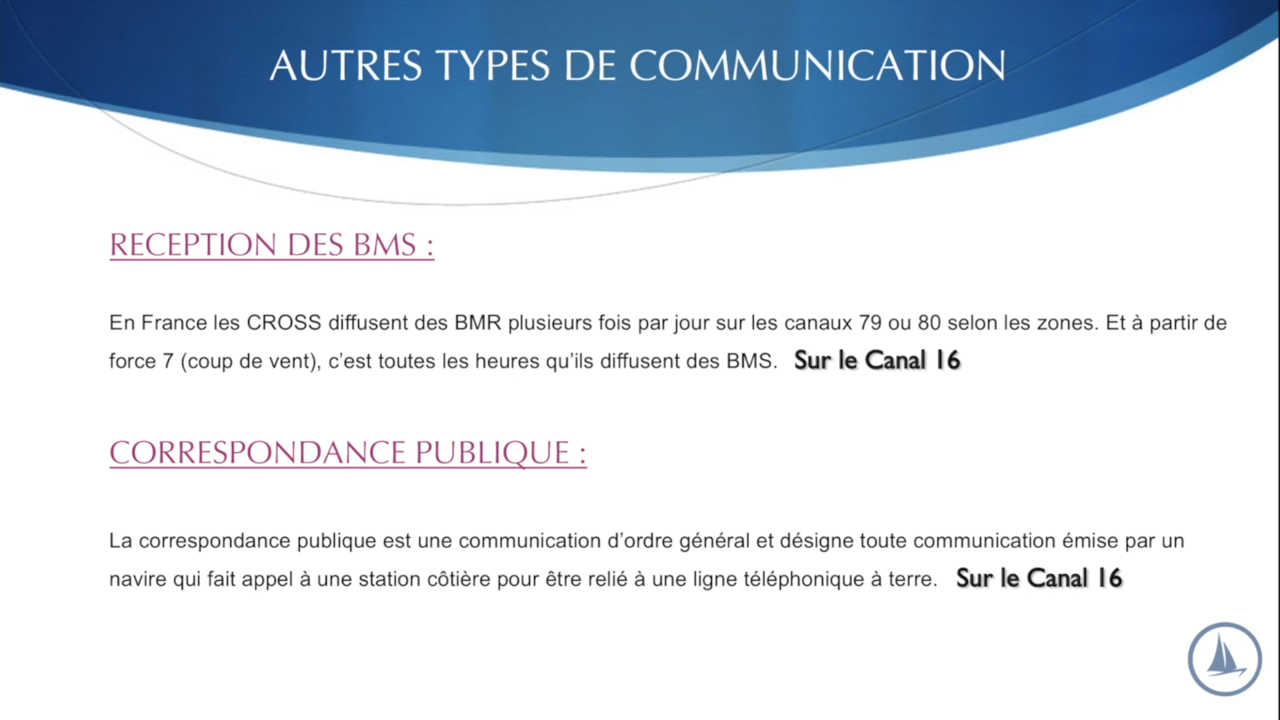 AUTRES TYPES DE COMMUNICATION
RECEPTION DES BMS :
En France les CROSS diffusent des BMR plusieurs fois par jour sur les canaux 79 ou 80 selon les zones. Et à partir de
force 7 (coup de vent), c’est toutes les heures qu’ils diffusent des BMS. Sur le Canal 16
CORRESPONDANCE PUBLIQUE :
La correspondance publique est une communication d’ordre général et désigne toute communication émise par un
navire qui fait appel à une station côtière pour être relié à une ligne téléphonique à terre. Sur le Canal 16